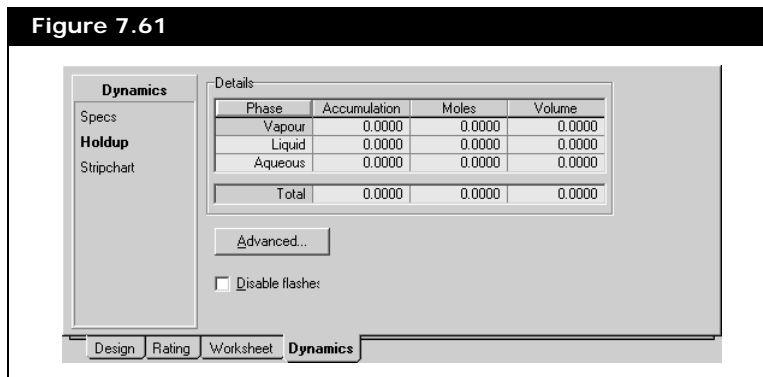 Figure 7.61
Dynamics
Specs
Holdup
Stripchart
Details
Phase Accumulation Moles Volume
Vapour 0.0000 0.0000 0.0000
Liquid 0.0000 0.0000 0.0000
Aqueous 0.0000 0.0000 0.0000
Total 0.0000 0.0000 0.0000
Advanced...
Disable flashes
Design Rating Worksheet Dynamics